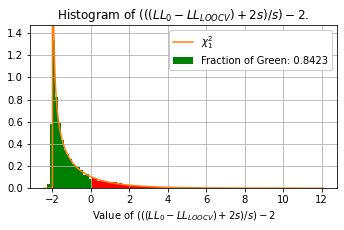 Histogram of (((LL₀ − LL_LOOCV) + 2s)/s) − 2.
χ²₁
Fraction of Green: 0.8423
1.4
1.2
1.0
0.8
0.6
0.4
0.2
0.0
−2 0 2 4 6 8 10 12
Value of (((LL₀ − LL_LOOCV) + 2s)/s) − 2